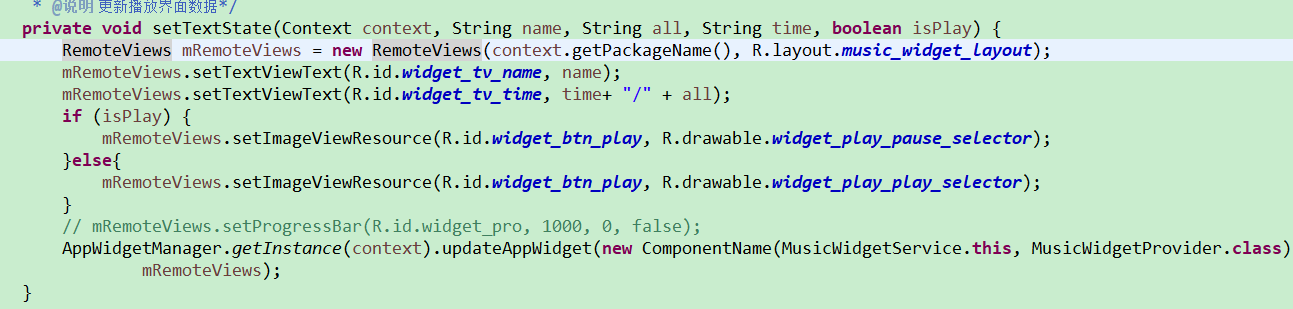 * @说明 更新播放界面数据*/
private void setTextState(Context context, String name, String all, String time, boolean isPlay) {
RemoteViews mRemoteViews = new RemoteViews(context.getPackageName(), R.layout.music_widget_layout);
mRemoteViews.setTextViewText(R.id.widget_tv_name, name);
mRemoteViews.setTextViewText(R.id.widget_tv_time, time+ "/" + all);
if (isPlay) {
mRemoteViews.setImageViewResource(R.id.widget_btn_play, R.drawable.widget_play_pause_selector);
}else{
mRemoteViews.setImageViewResource(R.id.widget_btn_play, R.drawable.widget_play_play_selector);
}
// mRemoteViews.setProgressBar(R.id.widget_pro, 1000, 0, false);
AppWidgetManager.getInstance(context).updateAppWidget(new ComponentName(MusicWidgetService.this, MusicWidgetProvider.class)
mRemoteViews);
}